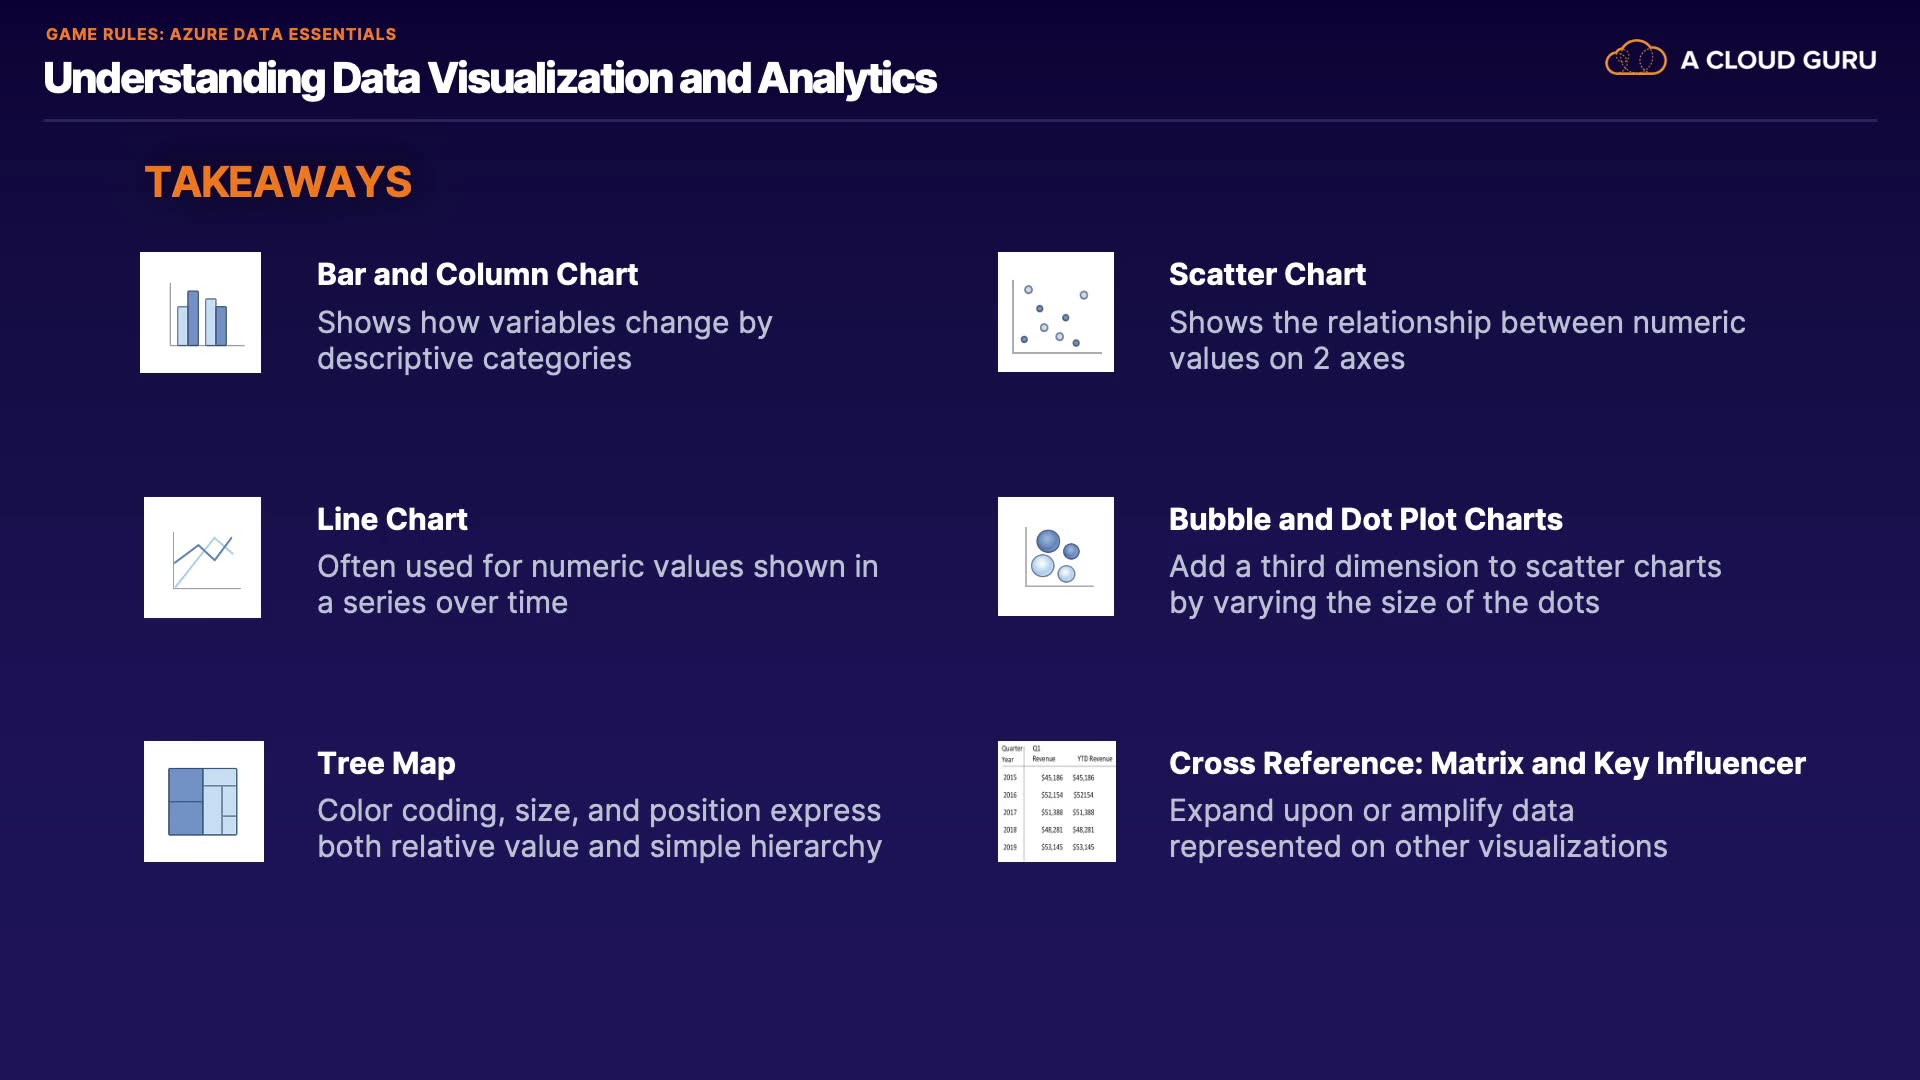 GAME RULES: AZURE DATA ESSENTIALS
Understanding Data Visualization and Analytics
A CLOUD GURU
TAKEAWAYS
Bar and Column Chart
Shows how variables change by
descriptive categories
Scatter Chart
Shows the relationship between numeric
values on 2 axes
Line Chart
Often used for numeric values shown in
a series over time
Bubble and Dot Plot Charts
Add a third dimension to scatter charts
by varying the size of the dots
Tree Map
Color coding, size, and position express
both relative value and simple hierarchy
Quarter Q1
Year Revenue YTD Revenue
2015 $45,186 $45,186
2016 $52,154 $52154
2017 $51,388 $51,388
2018 $48,281 $48,281
2019 $53,145 $53,145
Cross Reference: Matrix and Key Influencer
Expand upon or amplify data
represented on other visualizations